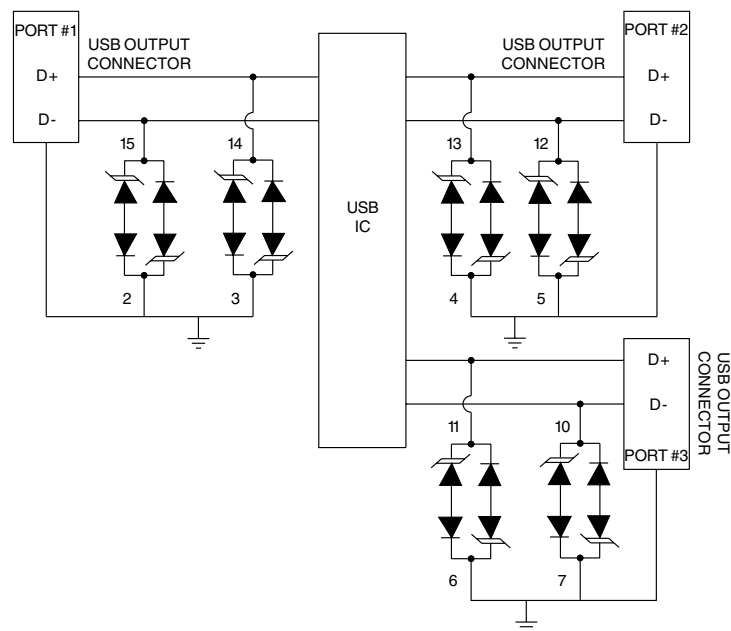 PORT #1
USB OUTPUT
CONNECTOR
D+
D-
15
14
2
3
USB
IC
USB OUTPUT
CONNECTOR
PORT #2
D+
D-
13
12
4
5
D+
D-
PORT #3
USB OUTPUT
CONNECTOR
11
10
6
7